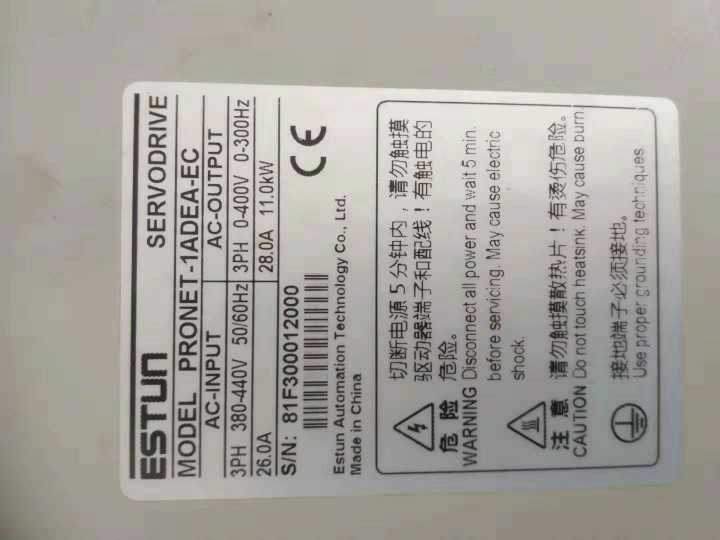 ESTUN
SERVODRIVE
MODEL PRONET-1ADEA-EC
AC-INPUT
AC-OUTPUT
3PH 380-440V 50/60Hz
3PH 0-400V 0-300Hz
26.0A
28.0A 11.0kW
S/N: 81F300012000
CE
Estun Automation Technology Co., Ltd.
Made in China
危 险
WARNING
切断电源 5 分钟内，请勿触摸
驱动器端子和配线！有触电的
危险。
Disconnect all power and wait 5 min.
before servicing. May cause electric
shock.
注 意
CAUTION
请勿触摸散热片！有烫伤危险。
Do not touch heatsink. May cause burn.
接地端子必须接地。
Use proper grounding techniques.